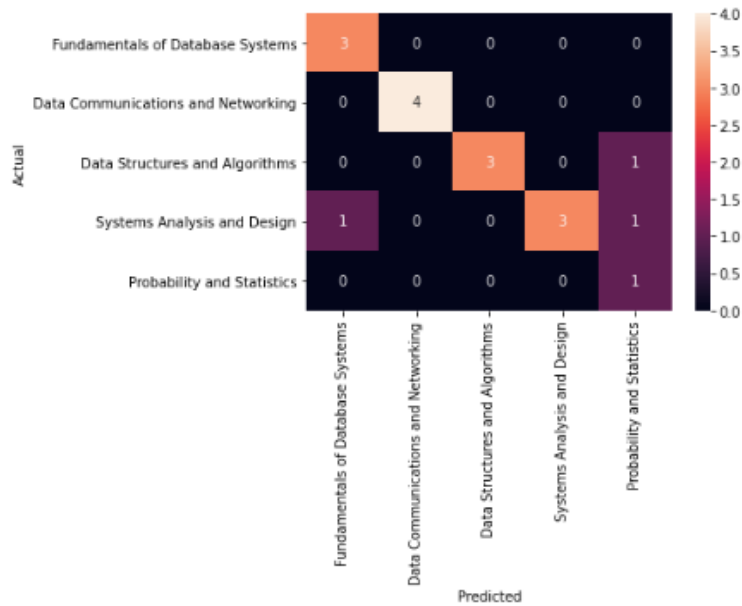 Fundamentals of Database Systems 3 0 0 0 0
Data Communications and Networking 0 4 0 0 0
Data Structures and Algorithms 0 0 3 0 1
Systems Analysis and Design 1 0 0 3 1
Probability and Statistics 0 0 0 0 1
Actual
Fundamentals of Database Systems
Data Communications and Networking
Data Structures and Algorithms
Systems Analysis and Design
Probability and Statistics
Predicted
4.0
3.5
3.0
2.5
2.0
1.5
1.0
0.5
0.0